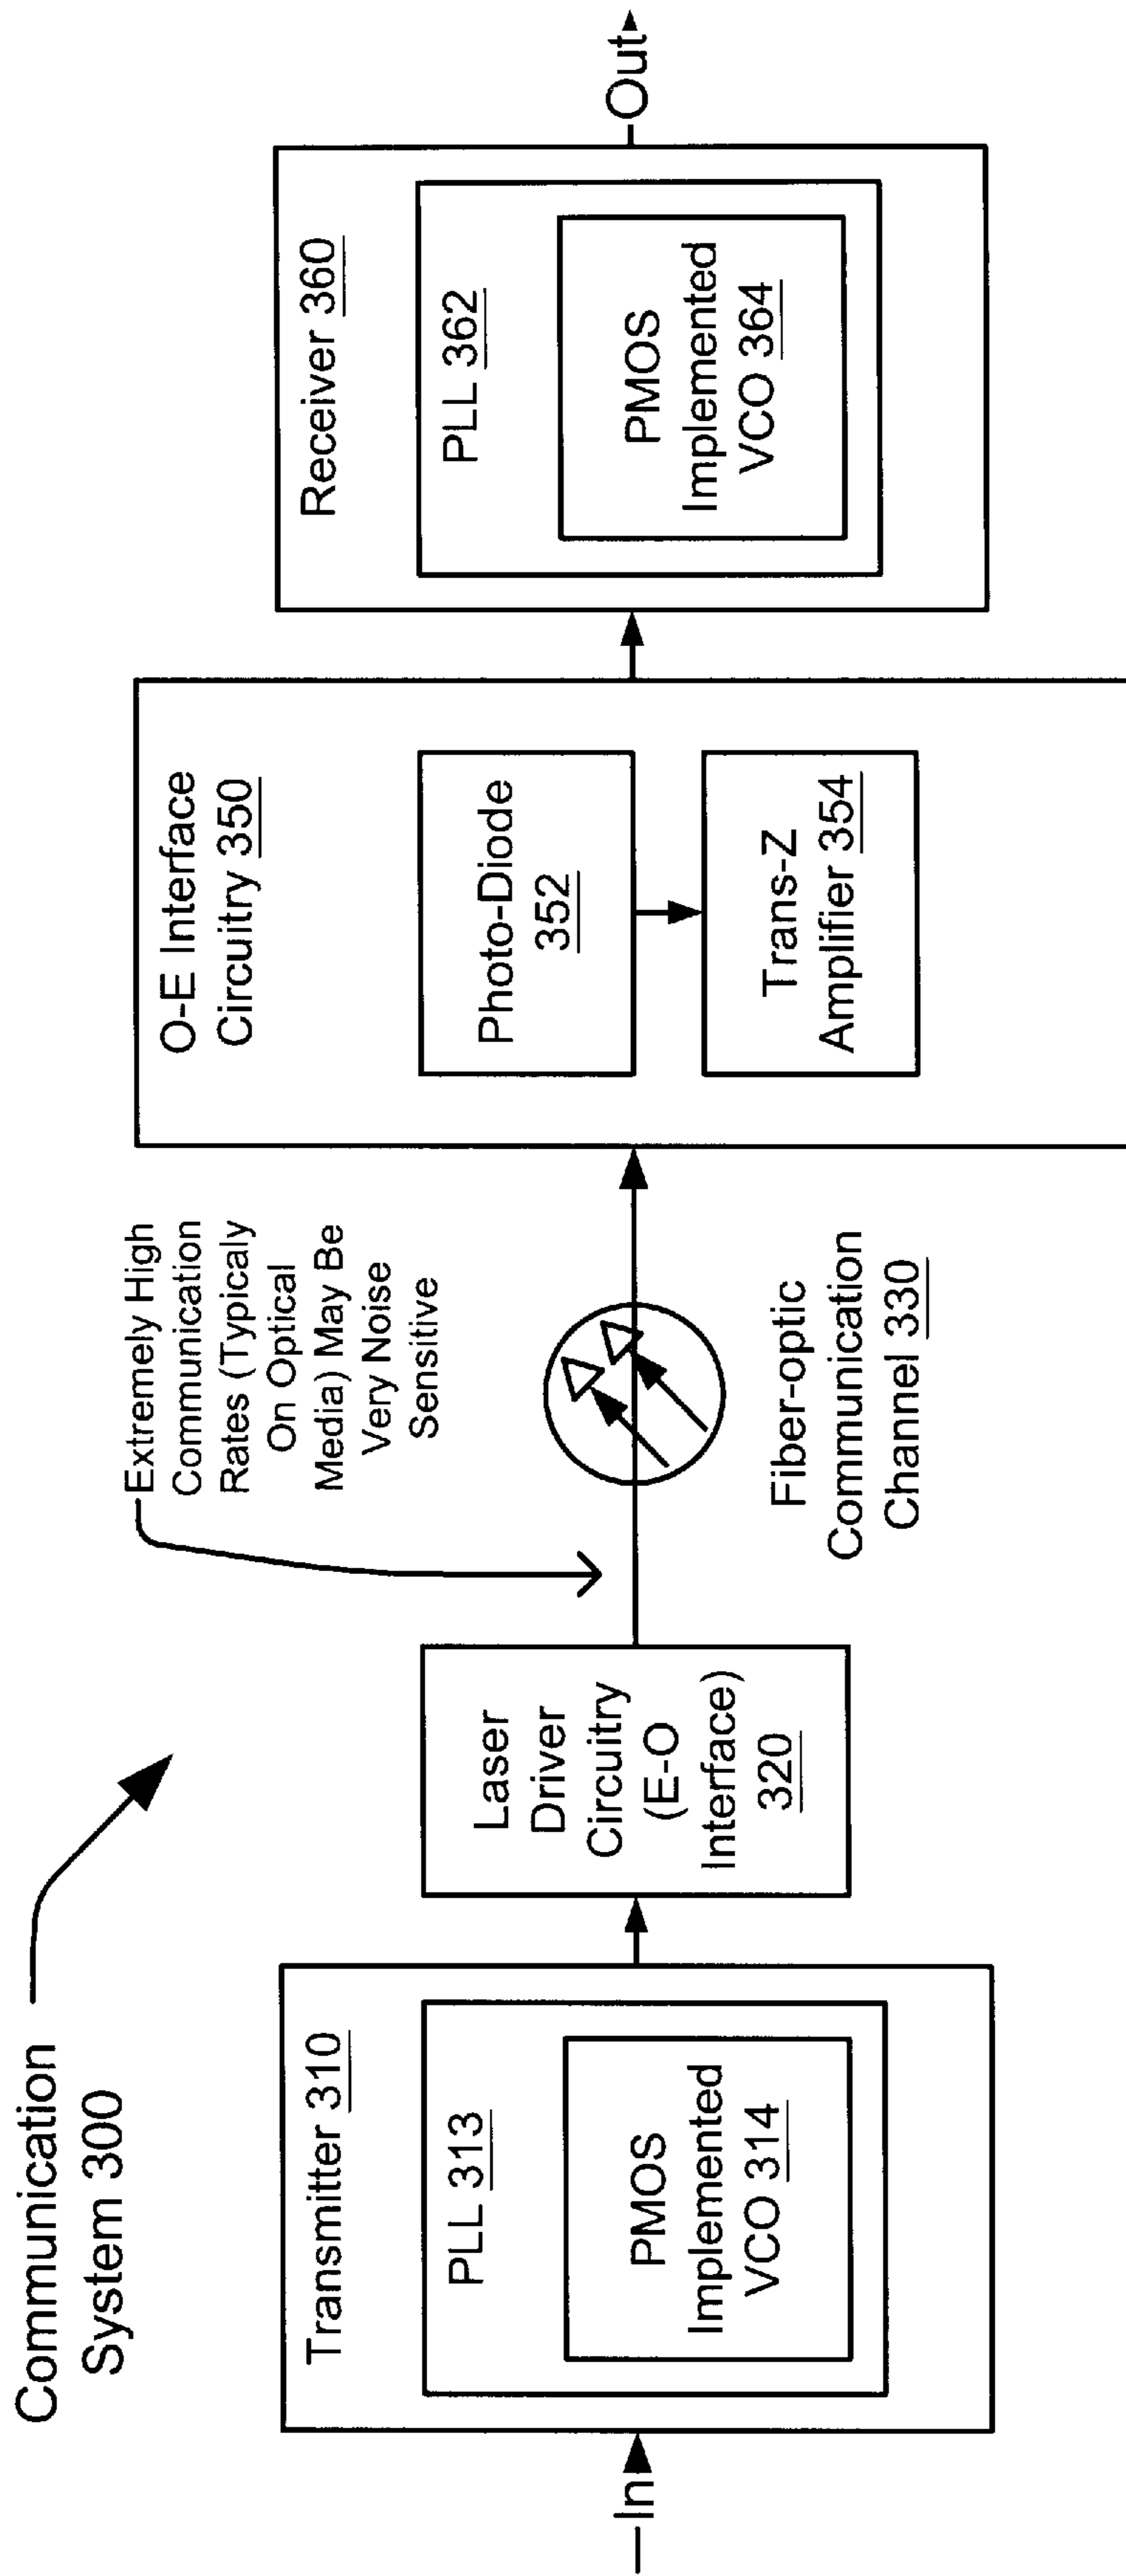 Communication
System 300
In
Transmitter 310
PLL 313
PMOS
Implemented
VCO 314
Laser
Driver
Circuitry
(E-O
Interface)
320
Extremely High
Communication
Rates (Typicaly
On Optical
Media) May Be
Very Noise
Sensitive
Fiber-optic
Communication
Channel 330
O-E Interface
Circuitry 350
Photo-Diode
352
Trans-Z
Amplifier 354
Receiver 360
PLL 362
PMOS
Implemented
VCO 364
Out